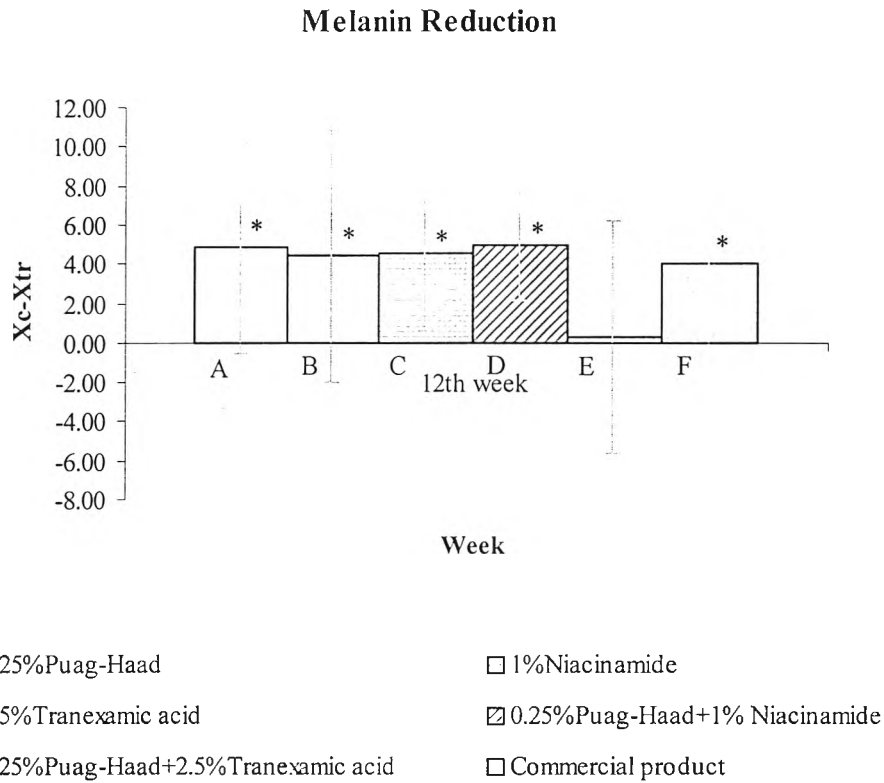 Melanin Reduction
12.00
10.00
8.00
6.00
4.00
2.00
0.00
-2.00
-4.00
-6.00
-8.00
Xc-Xtr
* * * * *
A B C D E F
12th week
Week
25%Puag-Haad
1%Niacinamide
5%Tranexamic acid
0.25%Puag-Haad+1% Niacinamide
25%Puag-Haad+2.5%Tranexamic acid
Commercial product